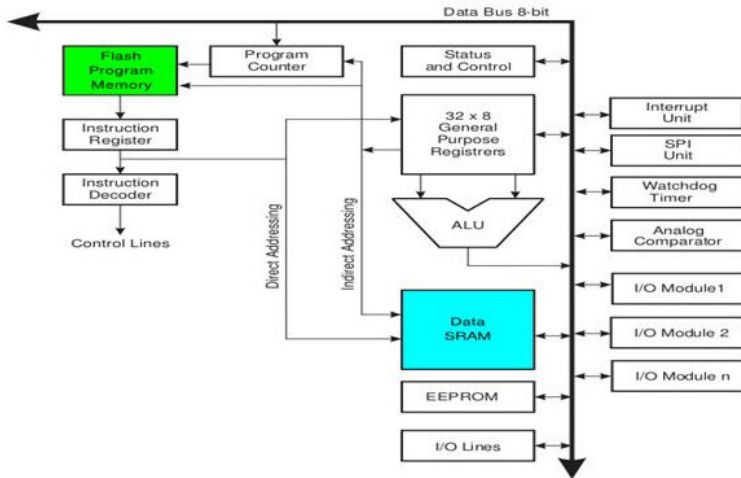 Data Bus 8-bit
Flash
Program
Memory
Program
Counter
Status
and Control
Instruction
Register
32 x 8
General
Purpose
Registrers
Interrupt
Unit
SPI
Unit
Instruction
Decoder
Watchdog
Timer
Control Lines
Direct Addressing
Indirect Addressing
ALU
Analog
Comparator
I/O Module1
Data
SRAM
I/O Module 2
I/O Module n
EEPROM
I/O Lines